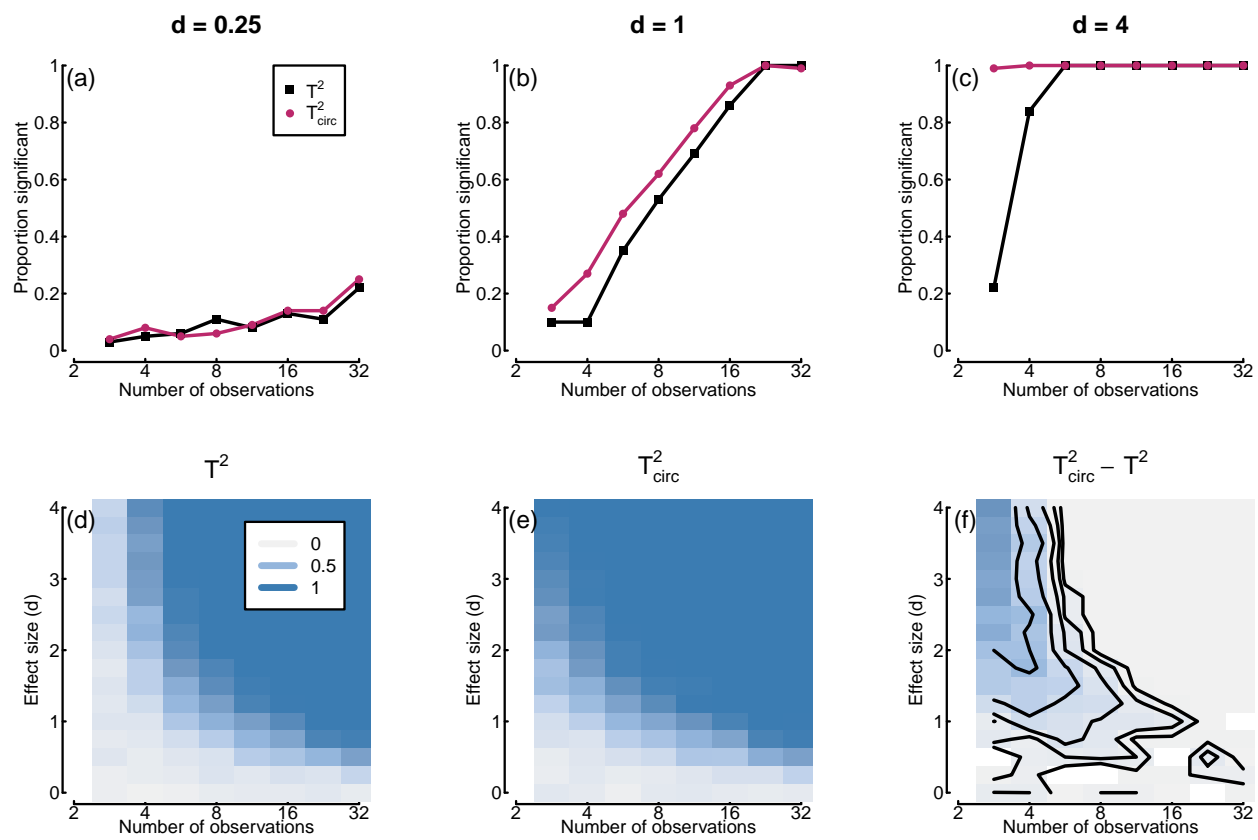 d = 0.25
d = 1
d = 4
(a)
T²
T²circ
Proportion significant
0
0.2
0.4
0.6
0.8
1
2
4
8
16
32
Number of observations
(b)
Proportion significant
0
0.2
0.4
0.6
0.8
1
2
4
8
16
32
Number of observations
(c)
Proportion significant
0
0.2
0.4
0.6
0.8
1
2
4
8
16
32
Number of observations
T²
(d)
0
0.5
1
Effect size (d)
0
1
2
3
4
2
4
8
16
32
Number of observations
T²circ
(e)
Effect size (d)
0
1
2
3
4
2
4
8
16
32
Number of observations
T²circ − T²
(f)
Effect size (d)
0
1
2
3
4
2
4
8
16
32
Number of observations